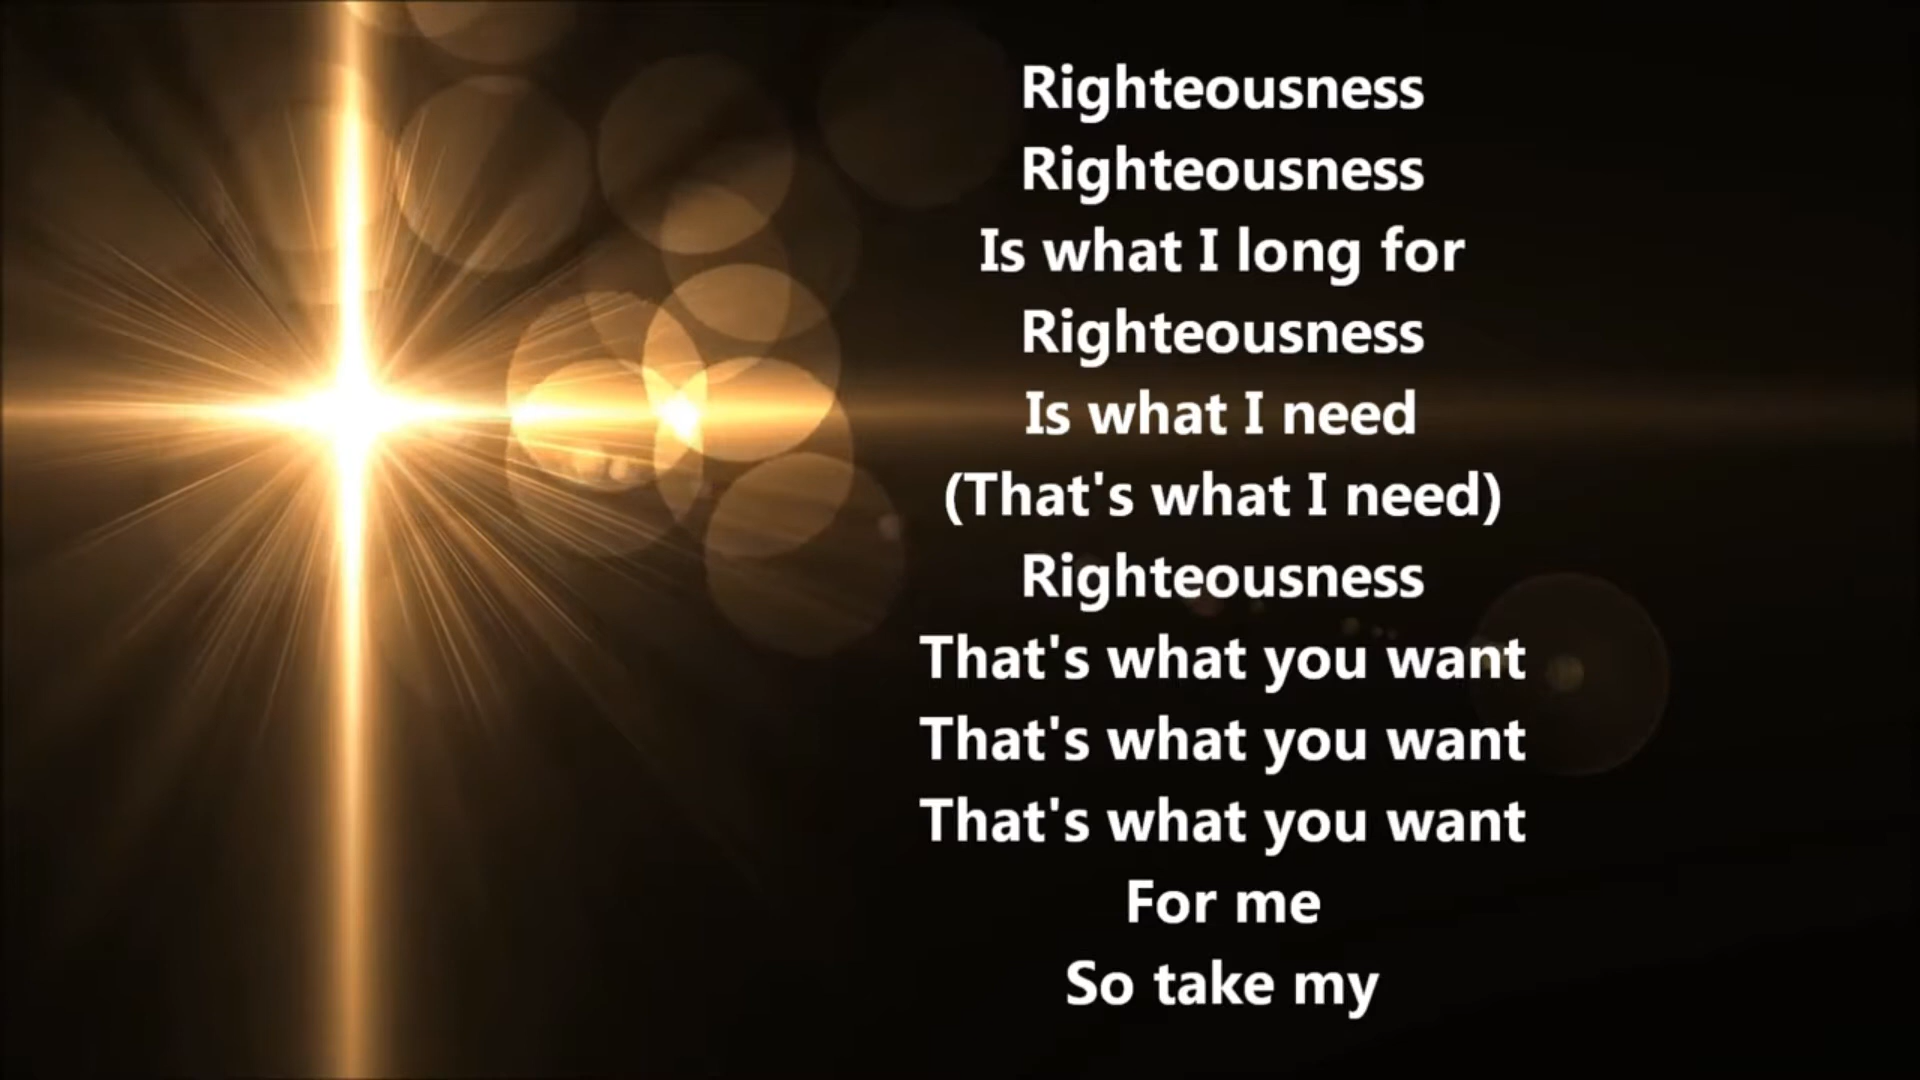 Righteousness
Righteousness
Is what I long for
Righteousness
Is what I need
(That's what I need)
Righteousness
That's what you want
That's what you want
That's what you want
For me
So take my